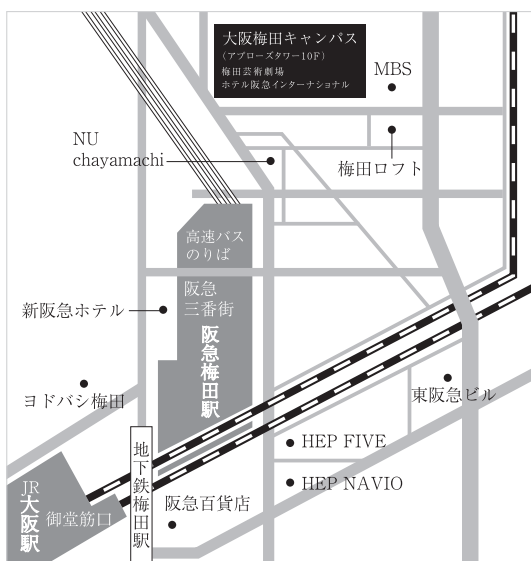 大阪梅田キャンパス
(アプローズタワー10F)
梅田芸術劇場
ホテル阪急インターナショナル
MBS
NU
chayamachi
梅田ロフト
高速バス
のりば
阪急
三番街
新阪急ホテル
阪急梅田駅
ヨドバシ梅田
東阪急ビル
地下鉄梅田駅
HEP FIVE
HEP NAVIO
JR
大阪駅
御堂筋口
阪急百貨店